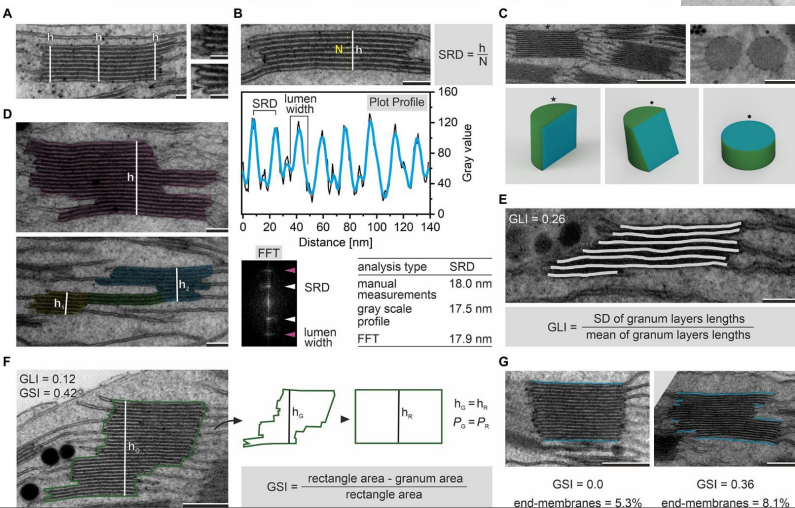 A
h h h
B
N h
SRD = h
N
SRD
lumen
width
Plot Profile
160
120
80
40
0
Gray value
0 20 40 60 80 100 120 140
Distance [nm]
FFT
SRD
lumen
width
analysis type SRD
manual
measurements 18.0 nm
gray scale
profile 17.5 nm
FFT 17.9 nm
C
★ ◆
★ ◆ ●
D
h
h₁ h₂
E
GLI = 0.26
GLI = SD of granum layers lengths
mean of granum layers lengths
F
GLI = 0.12
GSI = 0.42
hG
hG hR
hG = hR
PG = PR
GSI = rectangle area - granum area
rectangle area
G
GSI = 0.0
end-membranes = 5.3%
GSI = 0.36
end-membranes = 8.1%